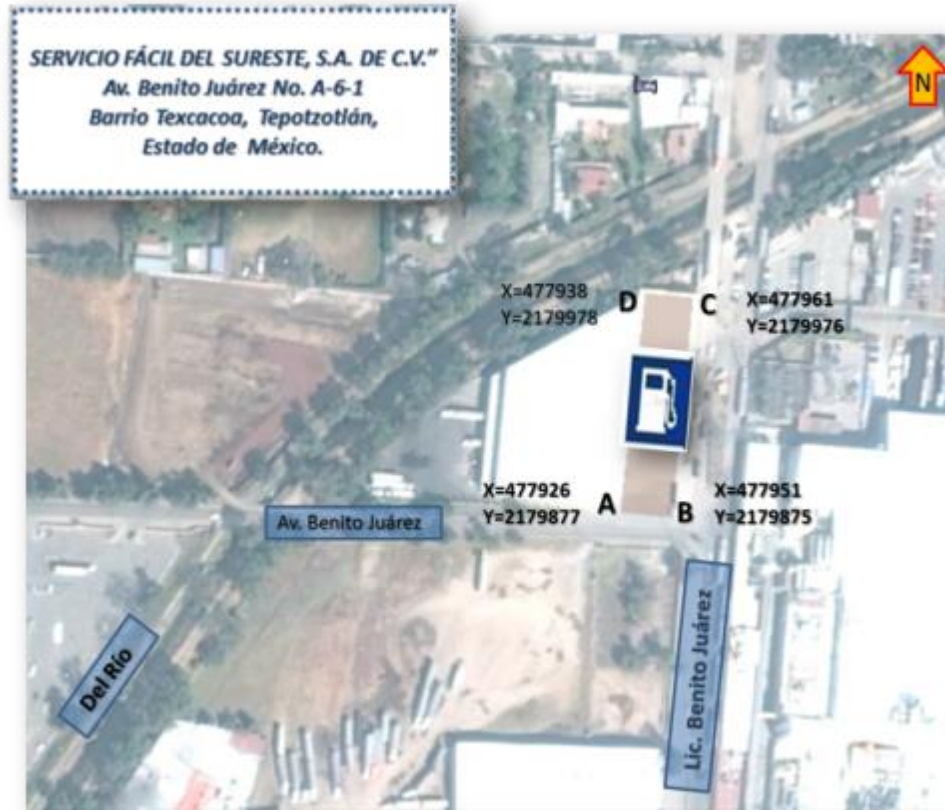 SERVICIO FÁCIL DEL SURESTE, S.A. DE C.V."
Av. Benito Juárez No. A-6-1
Barrio Texcacoa, Tepotzotlán,
Estado de México.
N
X=477938
Y=2179978
D
C
X=477961
Y=2179976
X=477926
Y=2179877
A
B
X=477951
Y=2179875
Av. Benito Juárez
Lic. Benito Juárez
Del Río